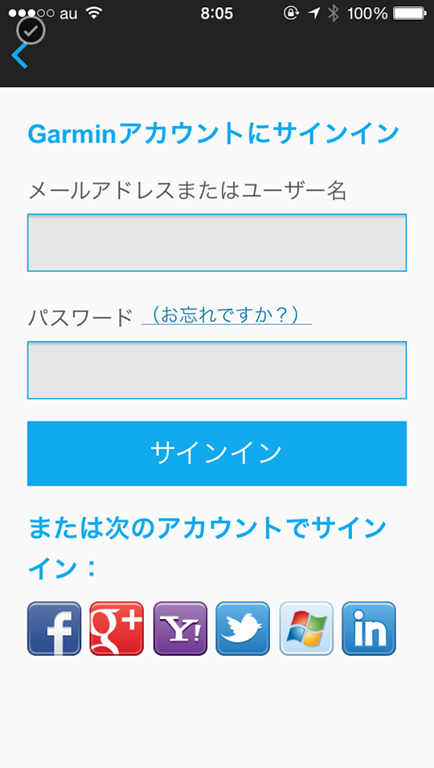 au 8:05 100%
Garminアカウントにサインイン
メールアドレスまたはユーザー名
パスワード （お忘れですか？）
サインイン
または次のアカウントでサイン
イン：
f g+ Y! in